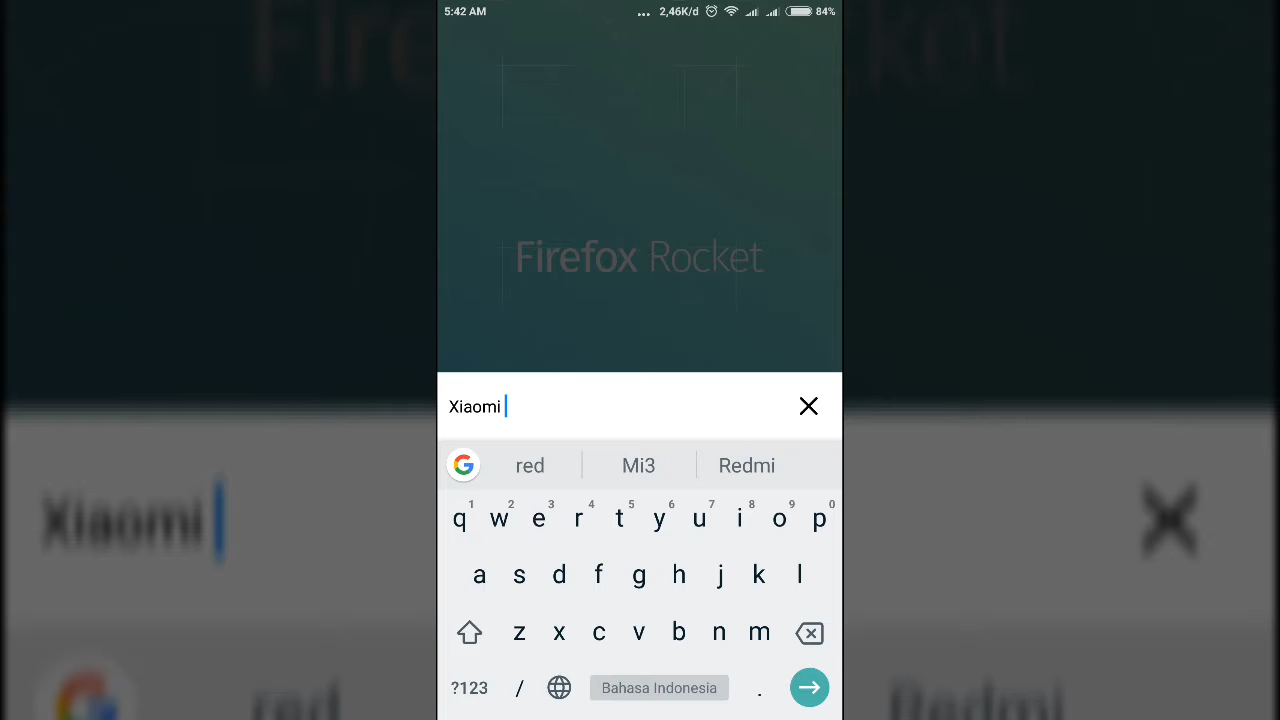 5:42 AM ... 2,46K/d 84%
Firefox Rocket
Xiaomi
red Mi3 Redmi
1 2 3 4 5 6 7 8 9 0
q w e r t y u i o p
a s d f g h j k l
z x c v b n m
?123 / Bahasa Indonesia .